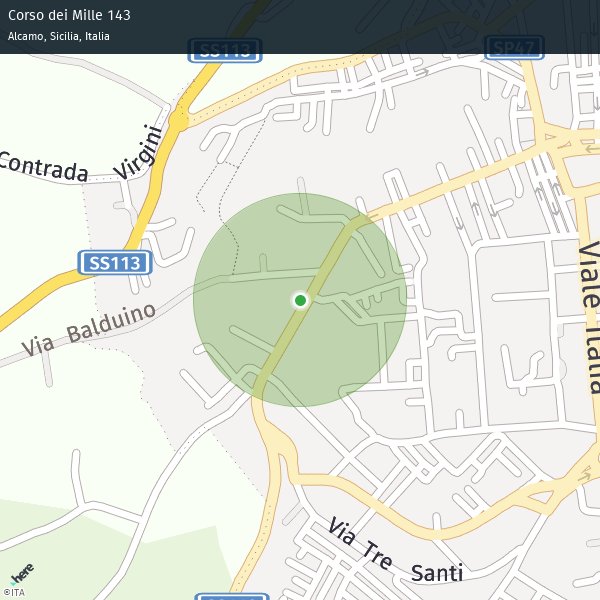 Corso dei Mille 143
Alcamo, Sicilia, Italia
SS113
SP47
Virgini
Contrada
SS113
Viale Italia
Via Balduino
Via Tre Santi
here
©ITA